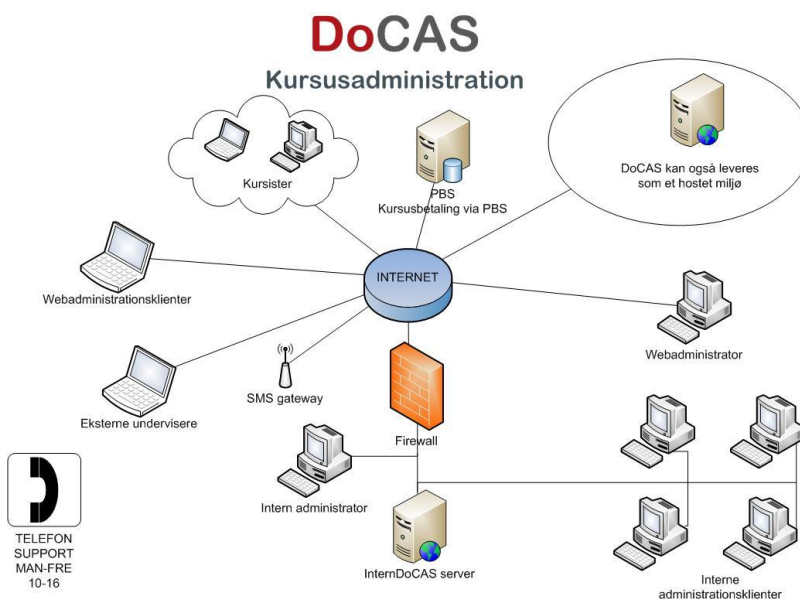 DoCAS
Kursusadministration
Kursister
PBS
Kursusbetaling via PBS
DoCAS kan også leveres
som et hostet miljø
INTERNET
Webadministrationsklienter
Webadministrator
SMS gateway
Eksterne undervisere
Firewall
Intern administrator
TELEFON
SUPPORT
MAN-FRE
10-16
InternDoCAS server
Interne
administrationsklienter